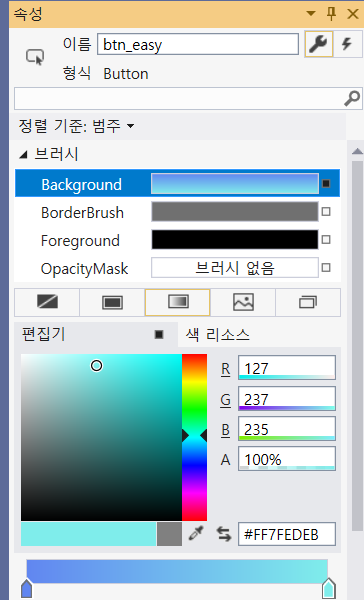 속성
이름 btn_easy
형식 Button
정렬 기준: 범주
브러시
Background
BorderBrush
Foreground
OpacityMask 브러시 없음
편집기 색 리소스
R 127
G 237
B 235
A 100%
#FF7FEDEB